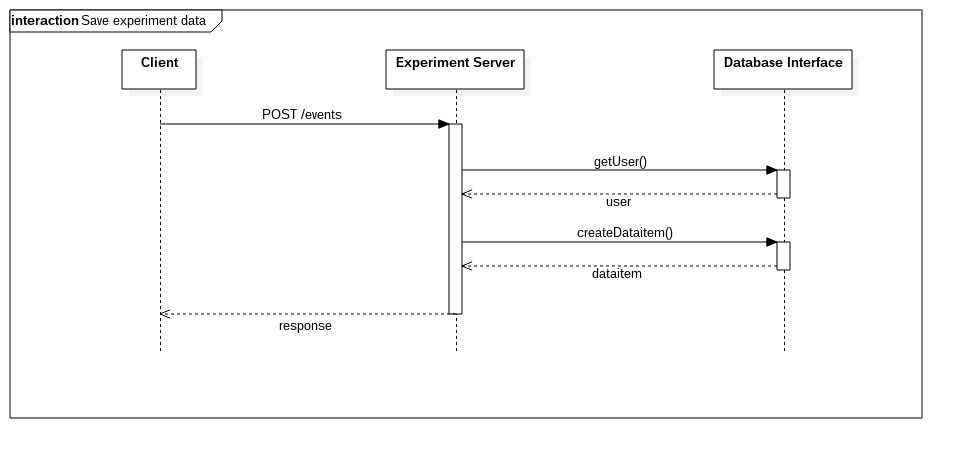 interaction Save experiment data
Client
Experiment Server
Database Interface
POST /events
getUser()
user
createDataitem()
dataitem
response